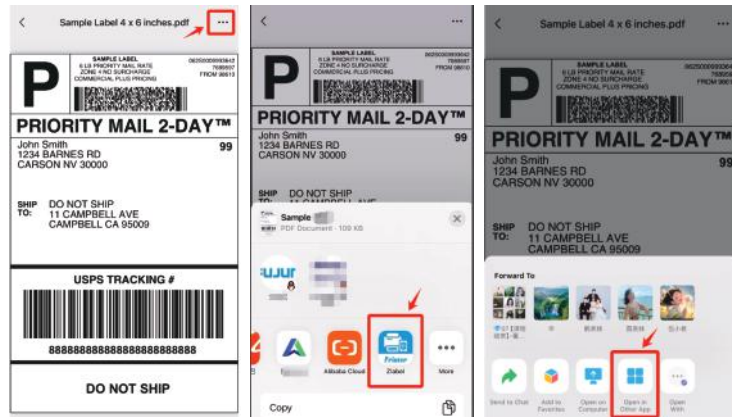 Sample Label 4 x 6 inches.pdf
P
SAMPLE LABEL
6 LB PRIORITY MAIL RATE
ZONE 4 NO SURCHARGE
COMMERCIAL PLUS PRICING
PRIORITY MAIL 2-DAY™
John Smith
1234 BARNES RD
CARSON NV 30000
99
SHIP TO:
DO NOT SHIP
11 CAMPBELL AVE
CAMPBELL CA 95009
USPS TRACKING #
DO NOT SHIP
P
SAMPLE LABEL
6 LB PRIORITY MAIL RATE
ZONE 4 NO SURCHARGE
COMMERCIAL PLUS PRICING
PRIORITY MAIL 2-DAY™
John Smith
1234 BARNES RD
CARSON NV 30000
99
SHIP TO:
DO NOT SHIP
11 CAMPBELL AVE
Sample
PDF Document · 109 KB
Alibaba Cloud
Printer
Zlabel
More
Copy
Sample Label 4 x 6 inches.pdf
P
SAMPLE LABEL
6 LB PRIORITY MAIL RATE
ZONE 4 NO SURCHARGE
COMMERCIAL PLUS PRICING
PRIORITY MAIL 2-DAY™
John Smith
1234 BARNES RD
CARSON NV 30000
99
SHIP TO:
DO NOT SHIP
11 CAMPBELL AVE
CAMPBELL CA 95009
Forward To
Send to Chat
Add to Favorites
Open on Computer
Open in Other App
Open With